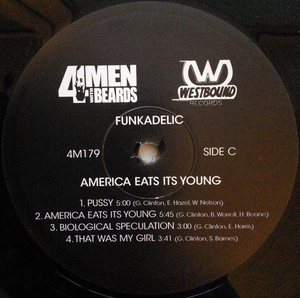 4 MEN
WITH
BEARDS
W
WESTBOUND
RECORDS
FUNKADELIC
4M179
SIDE C
AMERICA EATS ITS YOUNG
1. PUSSY 5:00 (G. Clinton, E. Hazel, W. Nelson)
2. AMERICA EATS ITS YOUNG 5:45 (G. Clinton, B. Worrell, H. Beane)
3. BIOLOGICAL SPECULATION 3:00 (G. Clinton, E. Harris)
4. THAT WAS MY GIRL 3:41 (G. Clinton, S. Barnes)